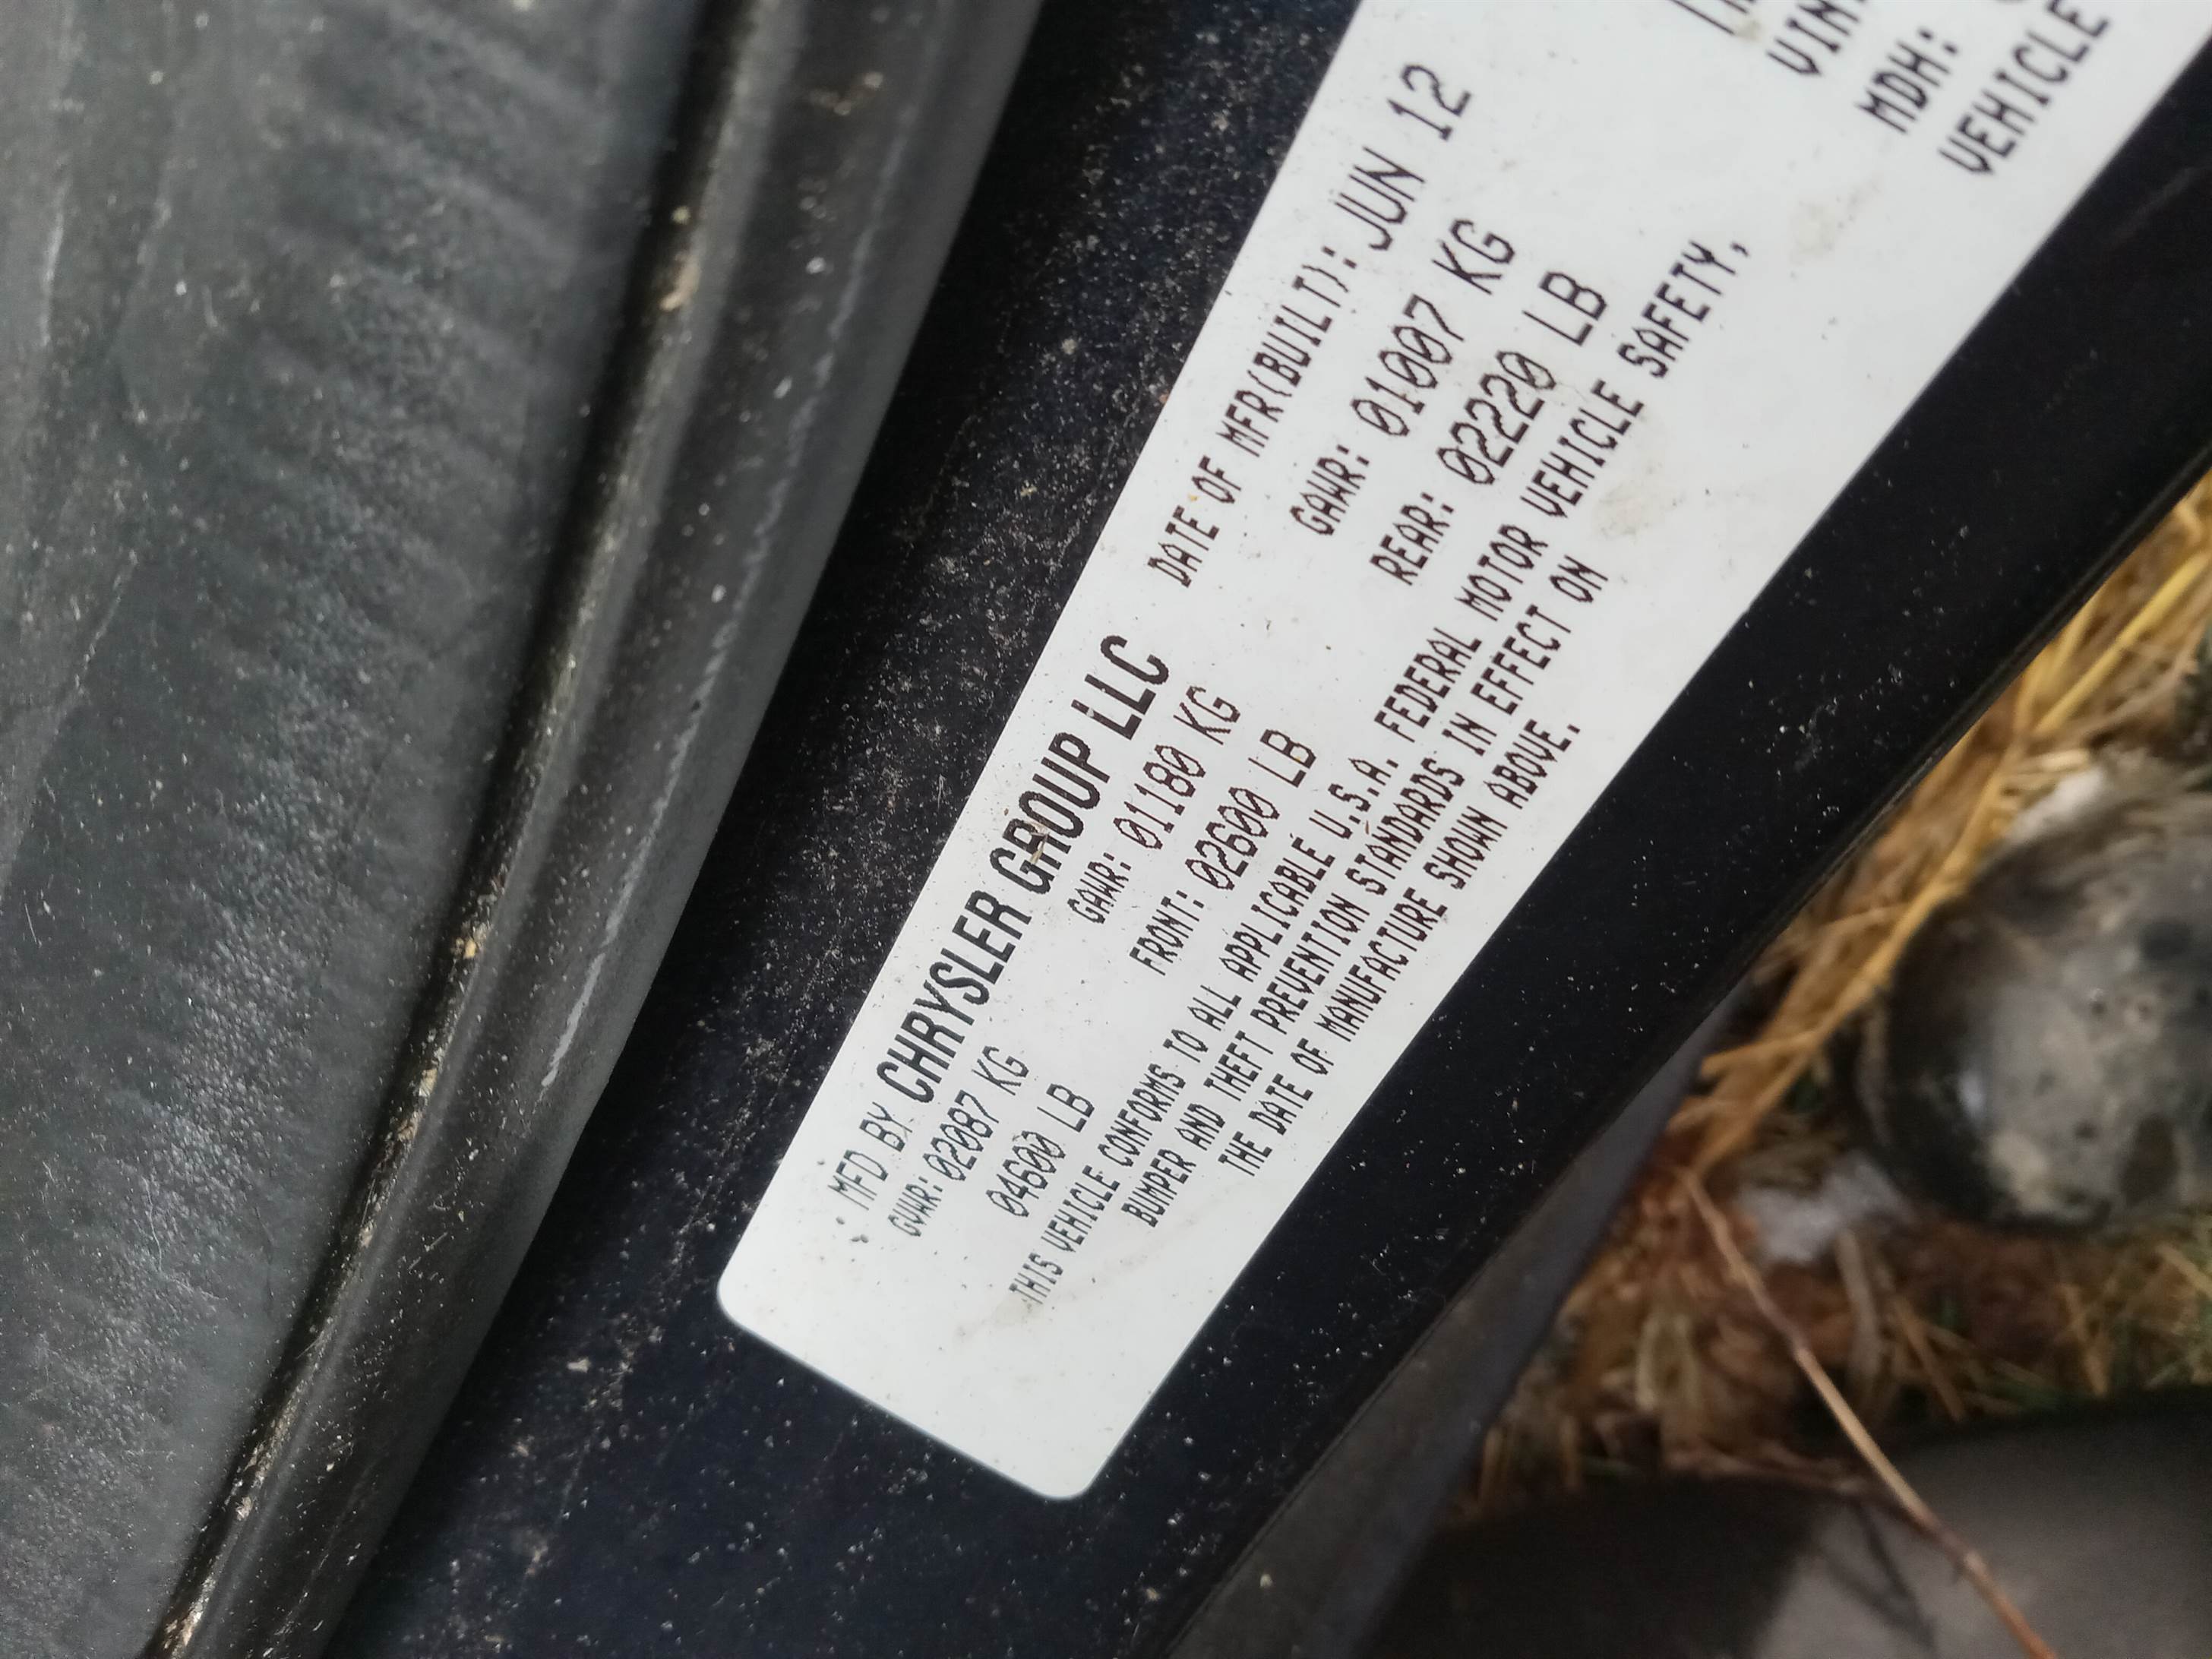 MFD BY CHRYSLER GROUP LLC DATE OF MFR(BUILT): JUN 12
GVWR: 02087 KG GAWR: 01180 KG GAWR: 01007 KG
04600 LB FRONT: 02600 LB REAR: 02220 LB
THIS VEHICLE CONFORMS TO ALL APPLICABLE U.S.A. FEDERAL MOTOR VEHICLE SAFETY,
BUMPER AND THEFT PREVENTION STANDARDS IN EFFECT ON
THE DATE OF MANUFACTURE SHOWN ABOVE.
VIN:
MDH:
VEHICLE